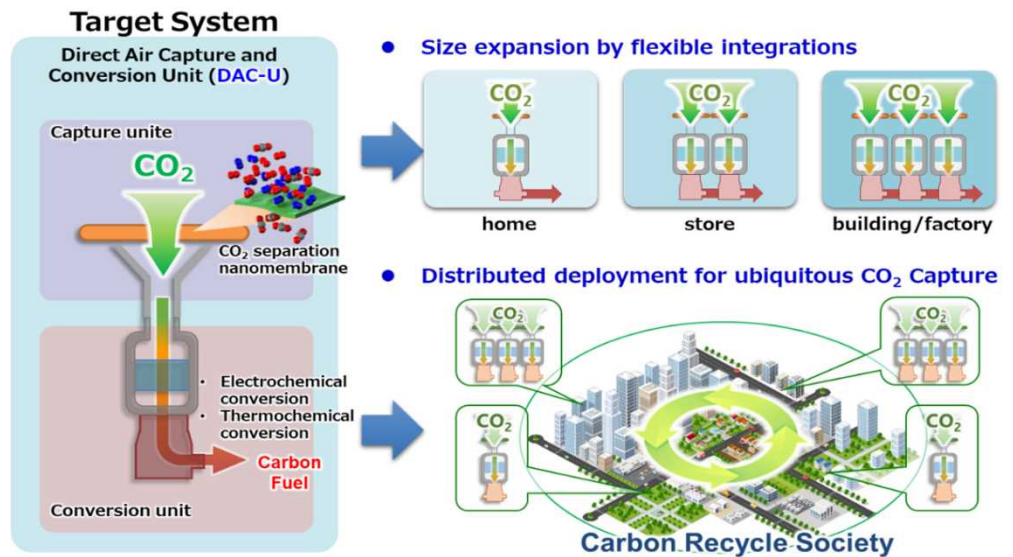 Target System
Direct Air Capture and
Conversion Unit (DAC-U)
Capture unite
CO₂
CO₂ separation
nanomembrane
• Electrochemical
conversion
• Thermochemical
conversion
Carbon
Fuel
Conversion unit
• Size expansion by flexible integrations
CO₂
CO₂
CO₂
home
store
building/factory
• Distributed deployment for ubiquitous CO₂ Capture
CO₂
CO₂
CO₂
CO₂
Carbon Recycle Society